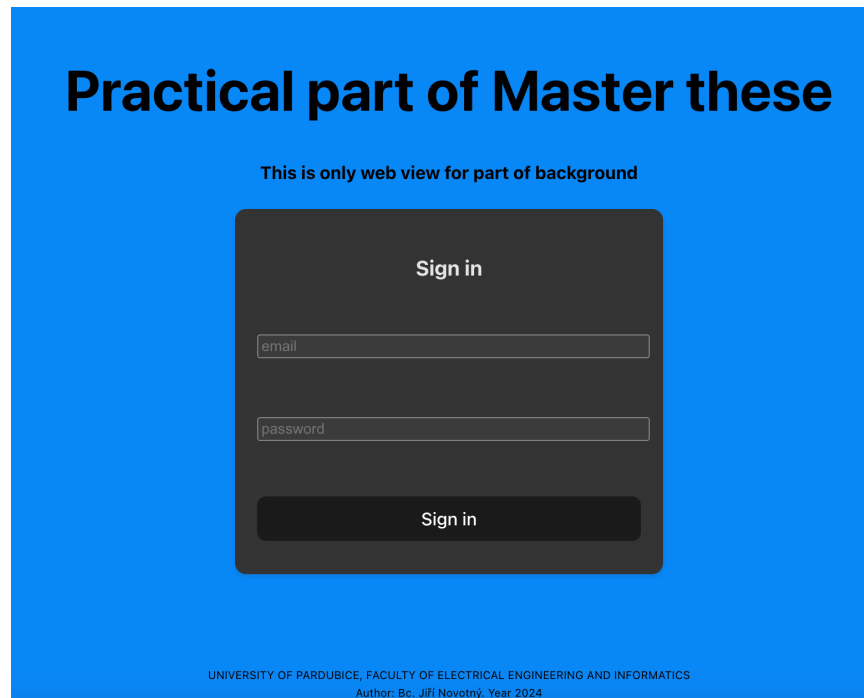 Practical part of Master these
This is only web view for part of background
Sign in
email
password
Sign in
UNIVERSITY OF PARDUBICE, FACULTY OF ELECTRICAL ENGINEERING AND INFORMATICS
Author: Bc. Jiří Novotný. Year 2024